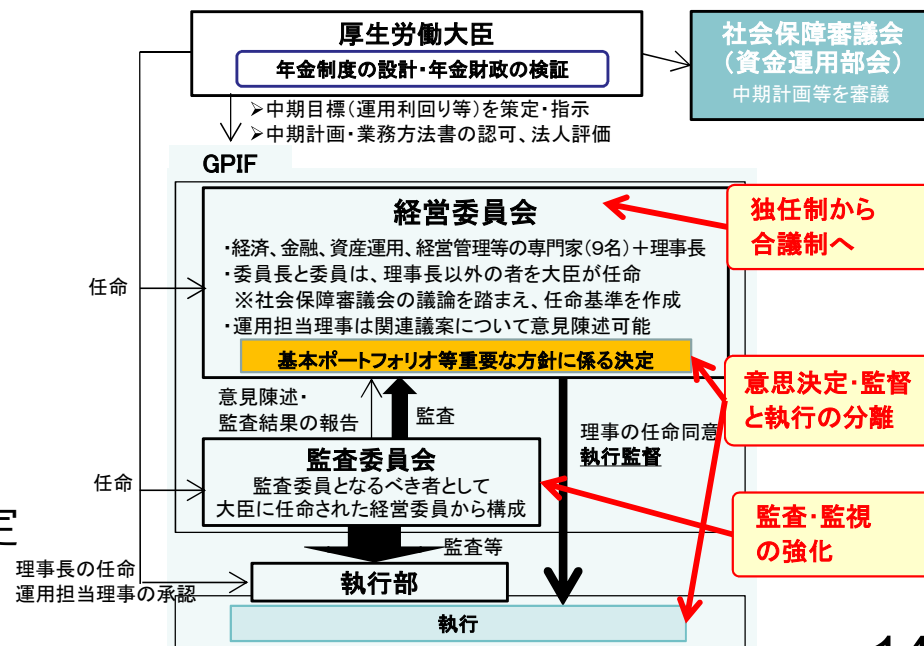 厚生労働大臣
年金制度の設計・年金財政の検証
社会保障審議会
（資金運用部会）
中期計画等を審議
➢中期目標（運用利回り等）を策定・指示
➢中期計画・業務方法書の認可、法人評価
GPIF
経営委員会
・経済、金融、資産運用、経営管理等の専門家（9名）＋理事長
・委員長と委員は、理事長以外の者を大臣が任命
※社会保障審議会の議論を踏まえ、任命基準を作成
・運用担当理事は関連議案について意見陳述可能
基本ポートフォリオ等重要な方針に係る決定
独任制から
合議制へ
任命
意見陳述・
監査結果の報告
監査
理事の任命同意
執行監督
意思決定・監督
と執行の分離
監査委員会
監査委員となるべき者として
大臣に任命された経営委員から構成
任命
監査・監視
の強化
定
監査等
理事長の任命
運用担当理事の承認
執行部
執行